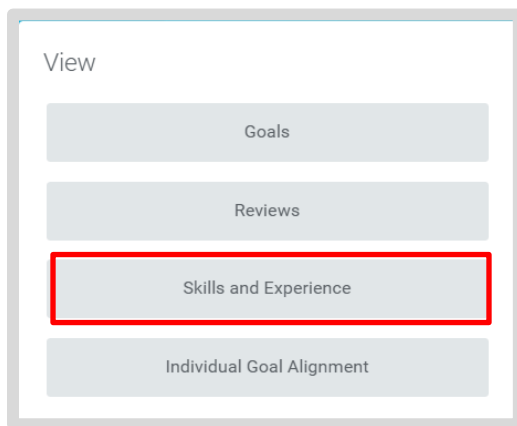 View
Goals
Reviews
Skills and Experience
Individual Goal Alignment